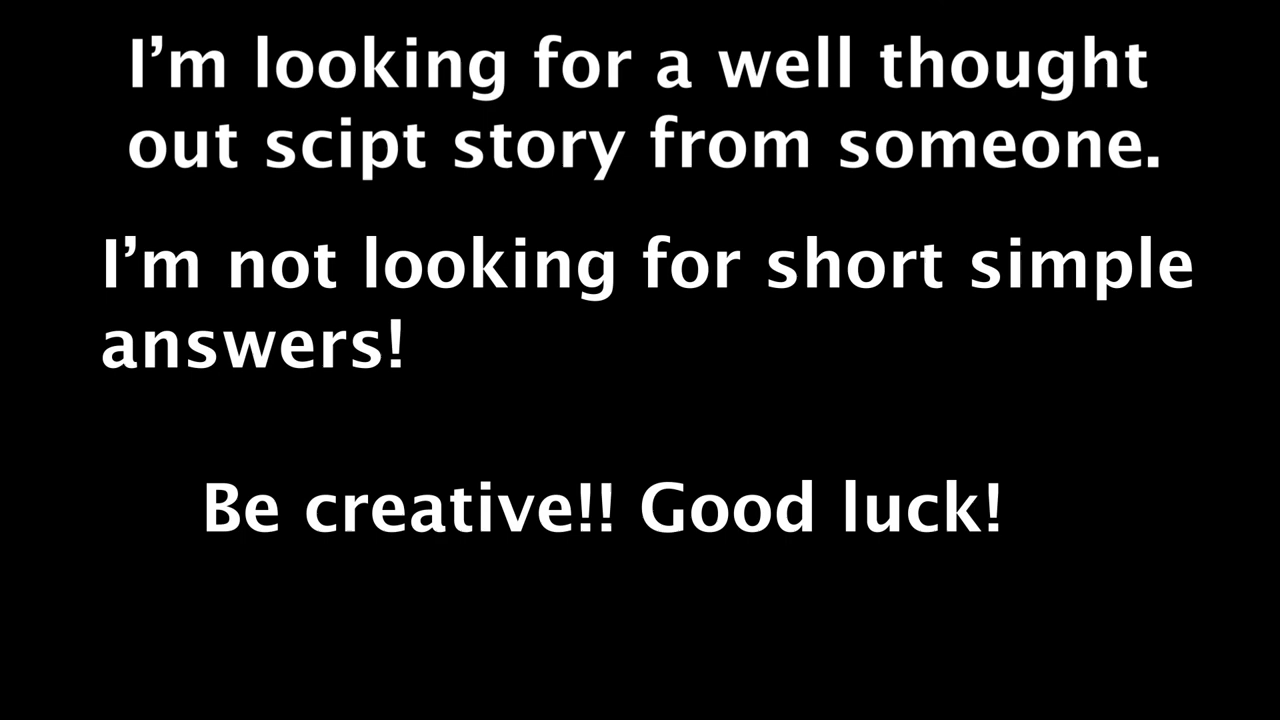 I’m looking for a well thought
out scipt story from someone.
I’m not looking for short simple
answers!
Be creative!! Good luck!